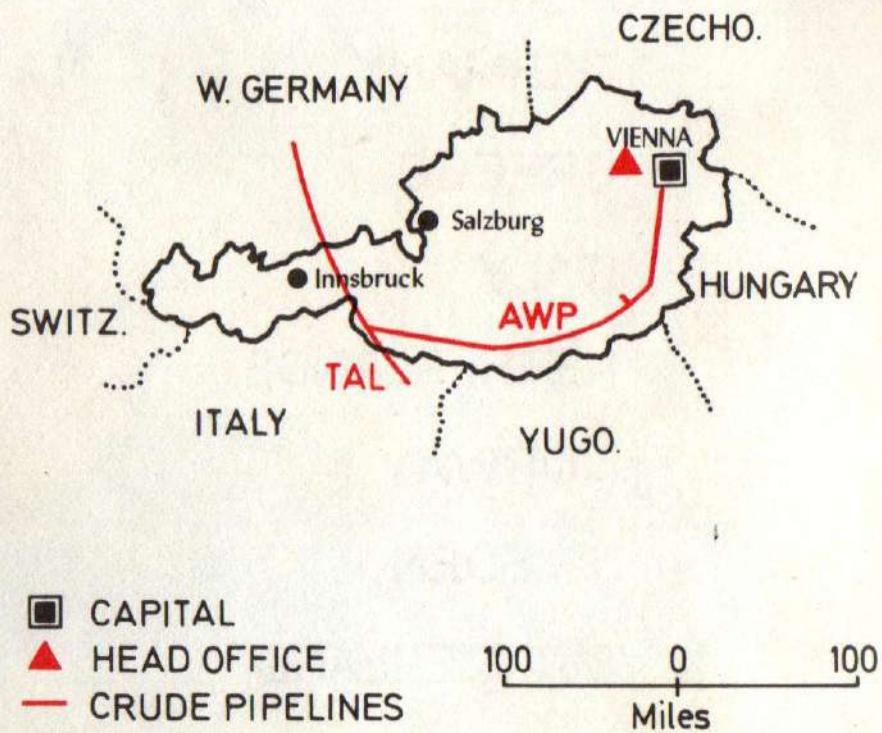 CZECHO.
W. GERMANY
VIENNA
Salzburg
Innsbruck
HUNGARY
SWITZ.
AWP
TAL
ITALY
YUGO.
CAPITAL
HEAD OFFICE
CRUDE PIPELINES
100 0 100
Miles